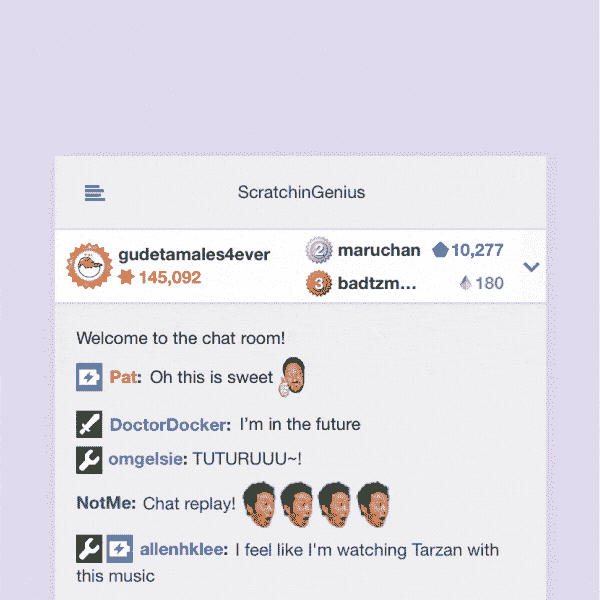 ScratchinGenius
gudetamales4ever
145,092
2 maruchan 10,277
3 badtzm... 180
Welcome to the chat room!
Pat: Oh this is sweet
DoctorDocker: I'm in the future
omgelsie: TUTURUUU~!
NotMe: Chat replay!
allenhklee: I feel like I'm watching Tarzan with
this music